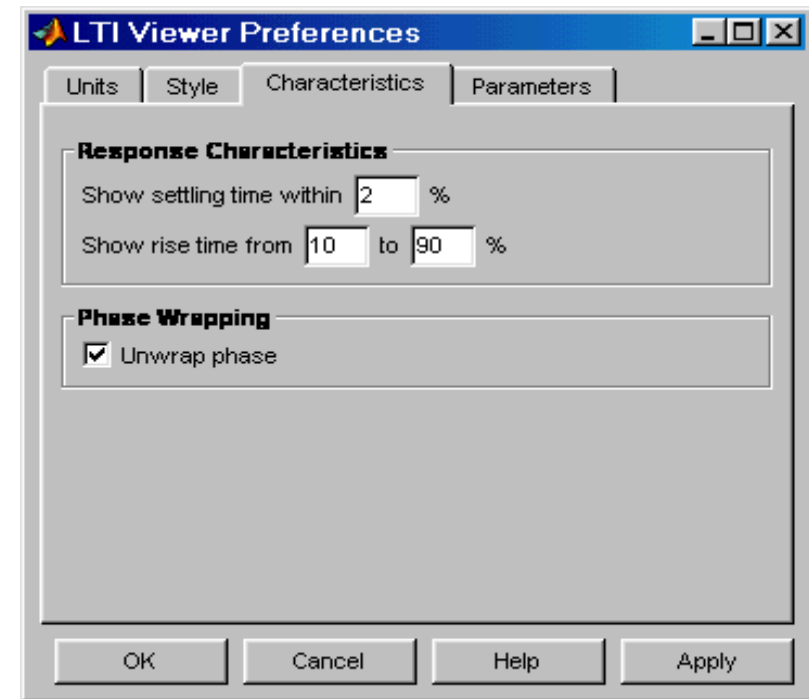 LTI Viewer Preferences
Units Style Characteristics Parameters
Response Characteristics
Show settling time within 2 %
Show rise time from 10 to 90 %
Phase Wrapping
Unwrap phase
OK Cancel Help Apply